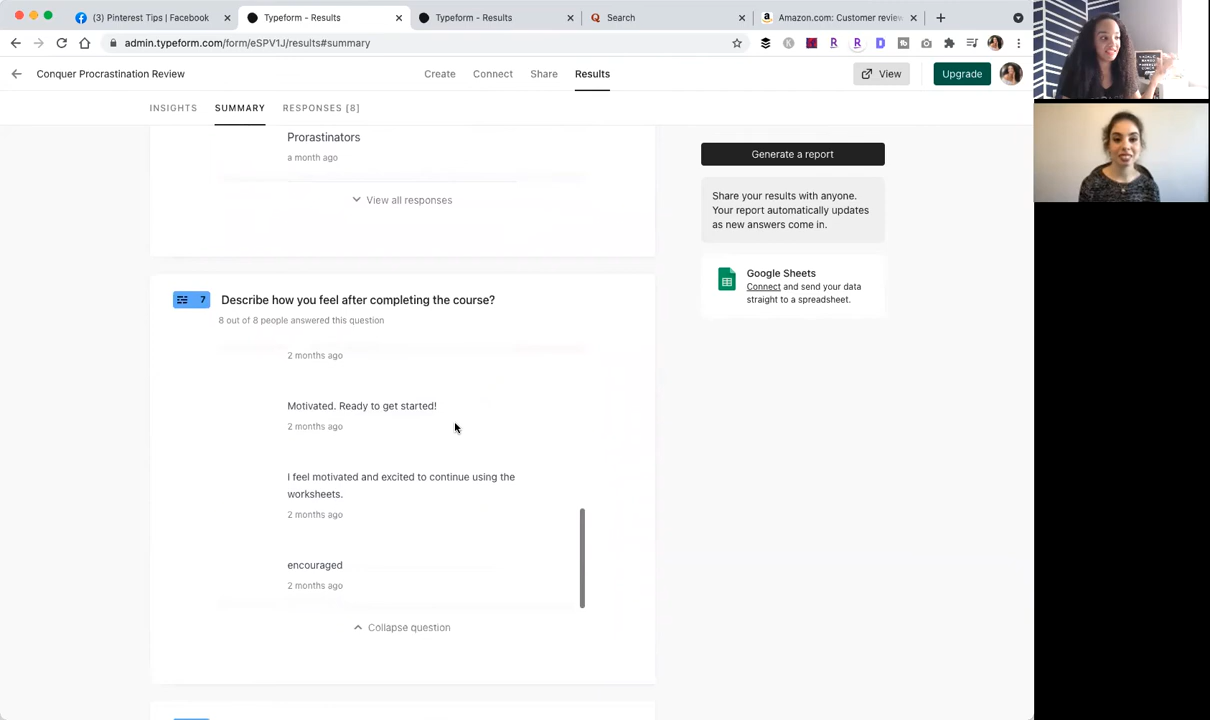 (3) Pinterest Tips | Facebook
Typeform - Results
Typeform - Results
Search
Amazon.com: Customer review
admin.typeform.com/form/eSPV1J/results#summary
Conquer Procrastination Review
Create
Connect
Share
Results
View
Upgrade
INSIGHTS
SUMMARY
RESPONSES [8]
Prorastinators
a month ago
View all responses
Generate a report
Share your results with anyone.
Your report automatically updates
as new answers come in.
Google Sheets
Connect and send your data
straight to a spreadsheet.
7 Describe how you feel after completing the course?
8 out of 8 people answered this question
2 months ago
Motivated. Ready to get started!
2 months ago
I feel motivated and excited to continue using the
worksheets.
2 months ago
encouraged
2 months ago
Collapse question